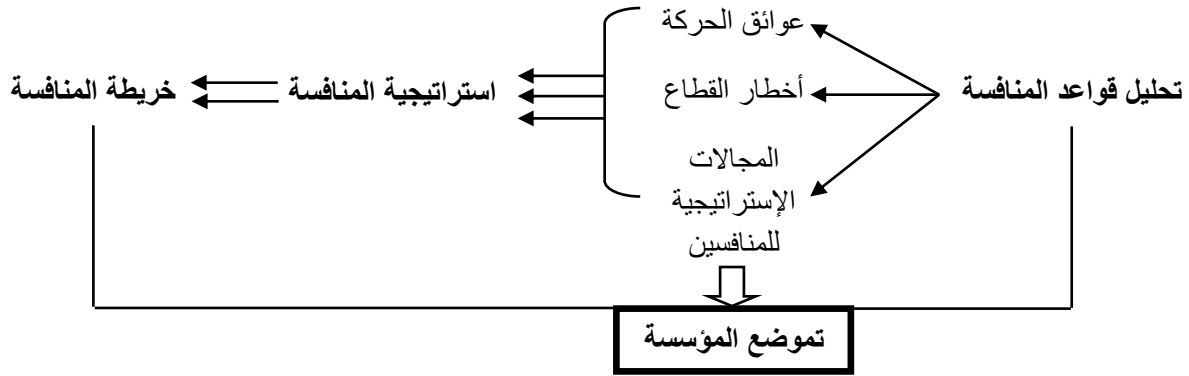 عوائق الحركة
تحليل قواعد المنافسة
أخطار القطاع
استراتيجية المنافسة
خريطة المنافسة
المجالات
الإستراتيجية
للمنافسين
تموضع المؤسسة